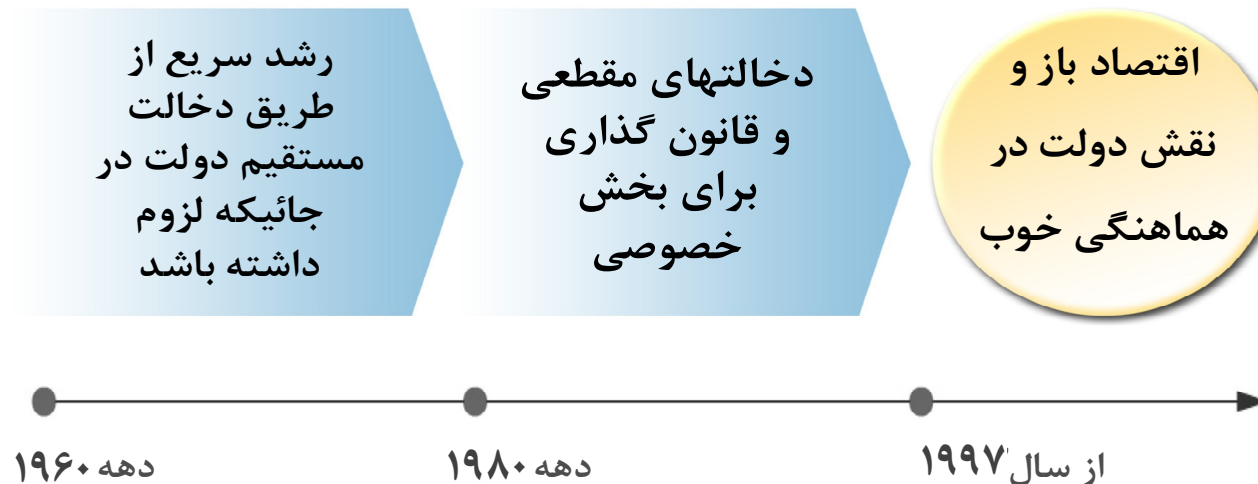 رشد سریع از
طریق دخالت
مستقیم دولت در
جائیکه لزوم
داشته باشد
دخالتهای مقطعی
و قانون گذاری
برای بخش
خصوصی
اقتصاد باز و
نقش دولت در
هماهنگی خوب
دهه ۱۹۶۰
دهه ۱۹۸۰
از سال ۱۹۹۷